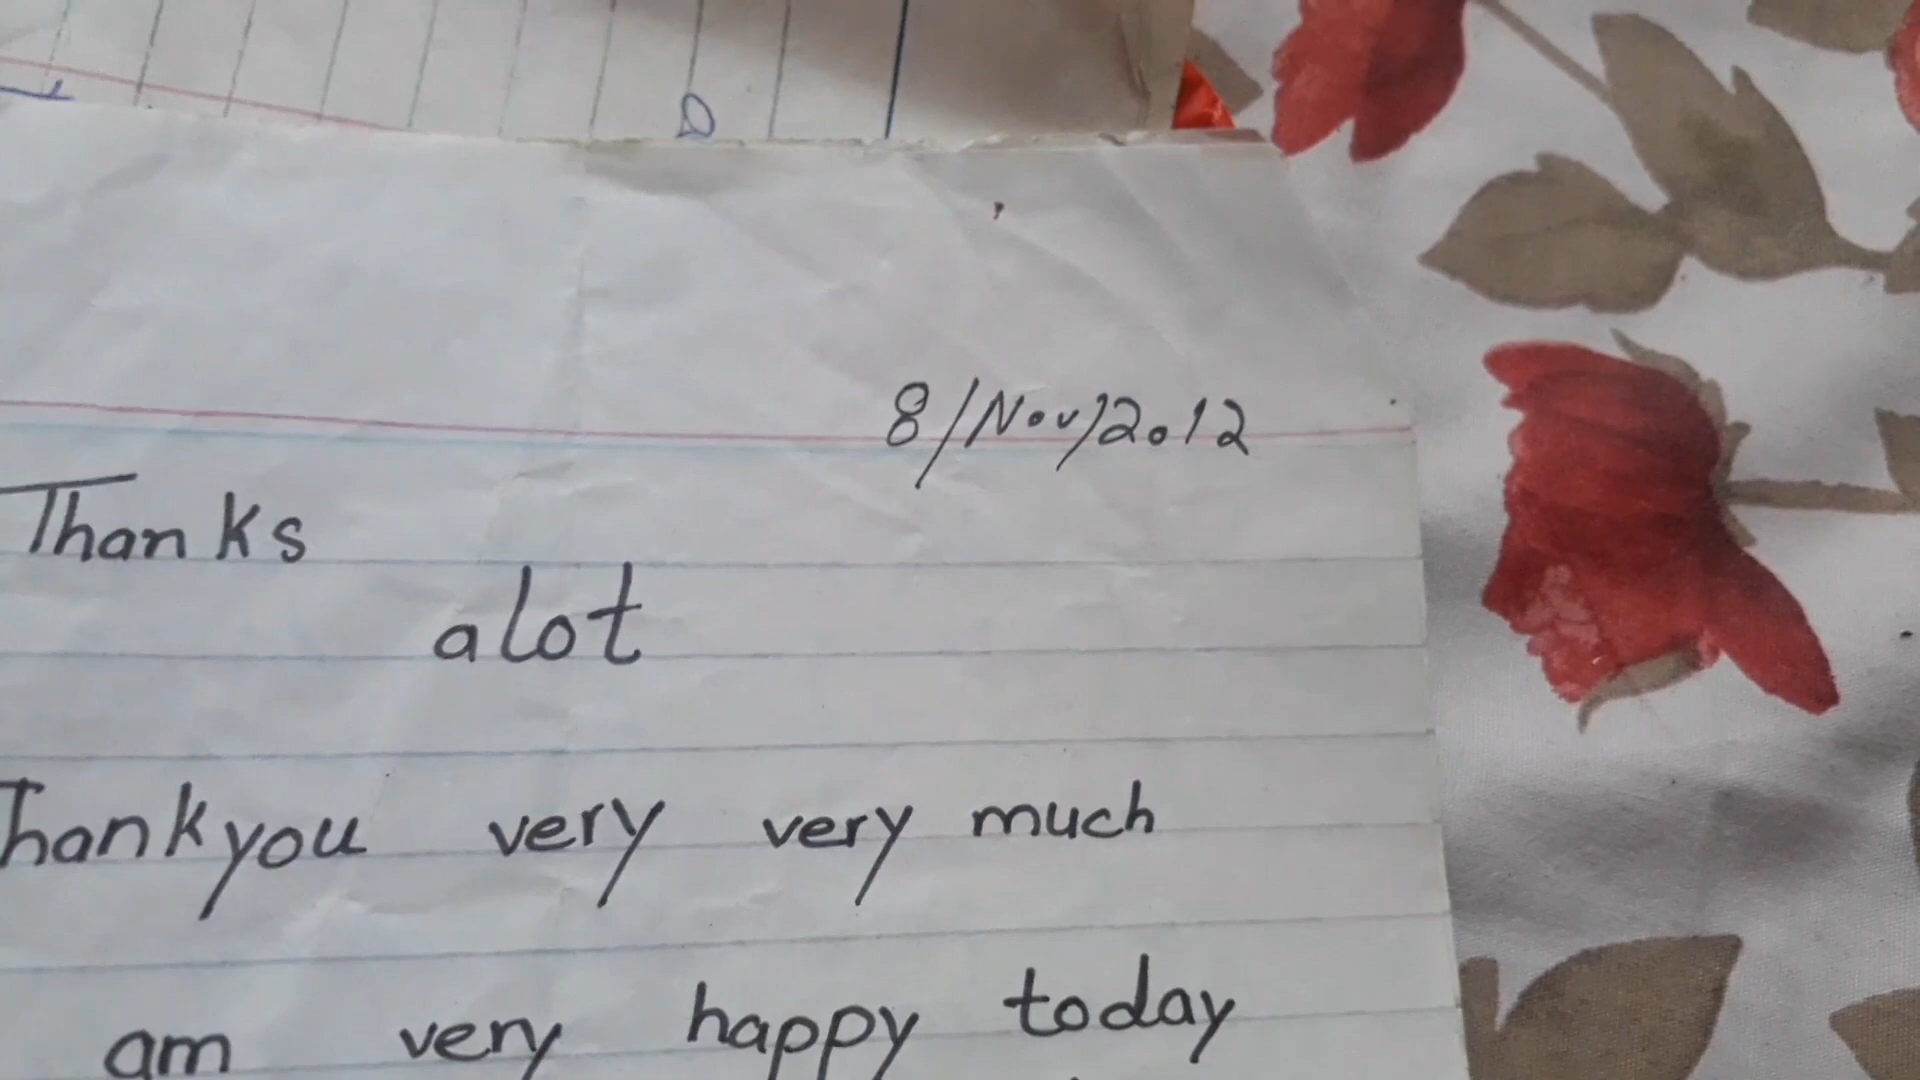 8/Nov/2012
Thanks
alot
Thankyou very very much
am very happy today